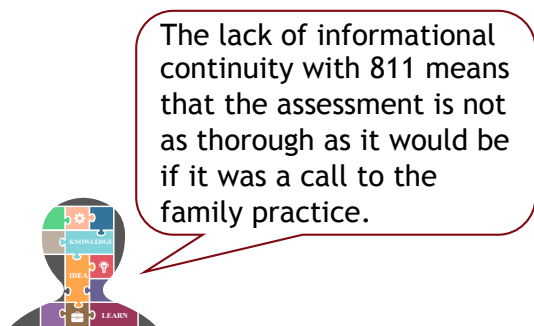 The lack of informational
continuity with 811 means
that the assessment is not
as thorough as it would be
if it was a call to the
family practice.
KNOWLEDGE
IDEA
LEARN